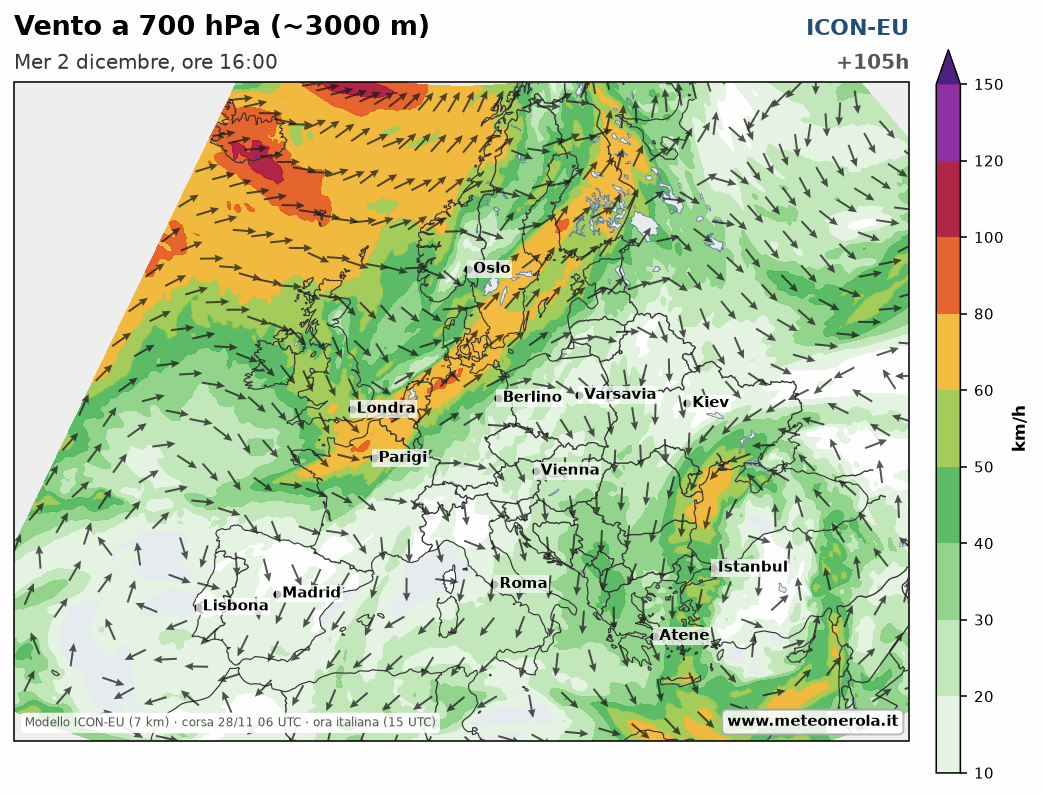 Vento a 700 hPa (~3000 m)
ICON-EU
Mer 2 dicembre, ore 16:00
+105h
150
120
100
80
60
50
40
30
20
10
km/h
Oslo
Londra
Berlino
Varsavia
Kiev
Parigi
Vienna
Istanbul
Roma
Madrid
Lisbona
Atene
Modello ICON-EU (7 km) · corsa 28/11 06 UTC · ora italiana (15 UTC)
www.meteonerola.it